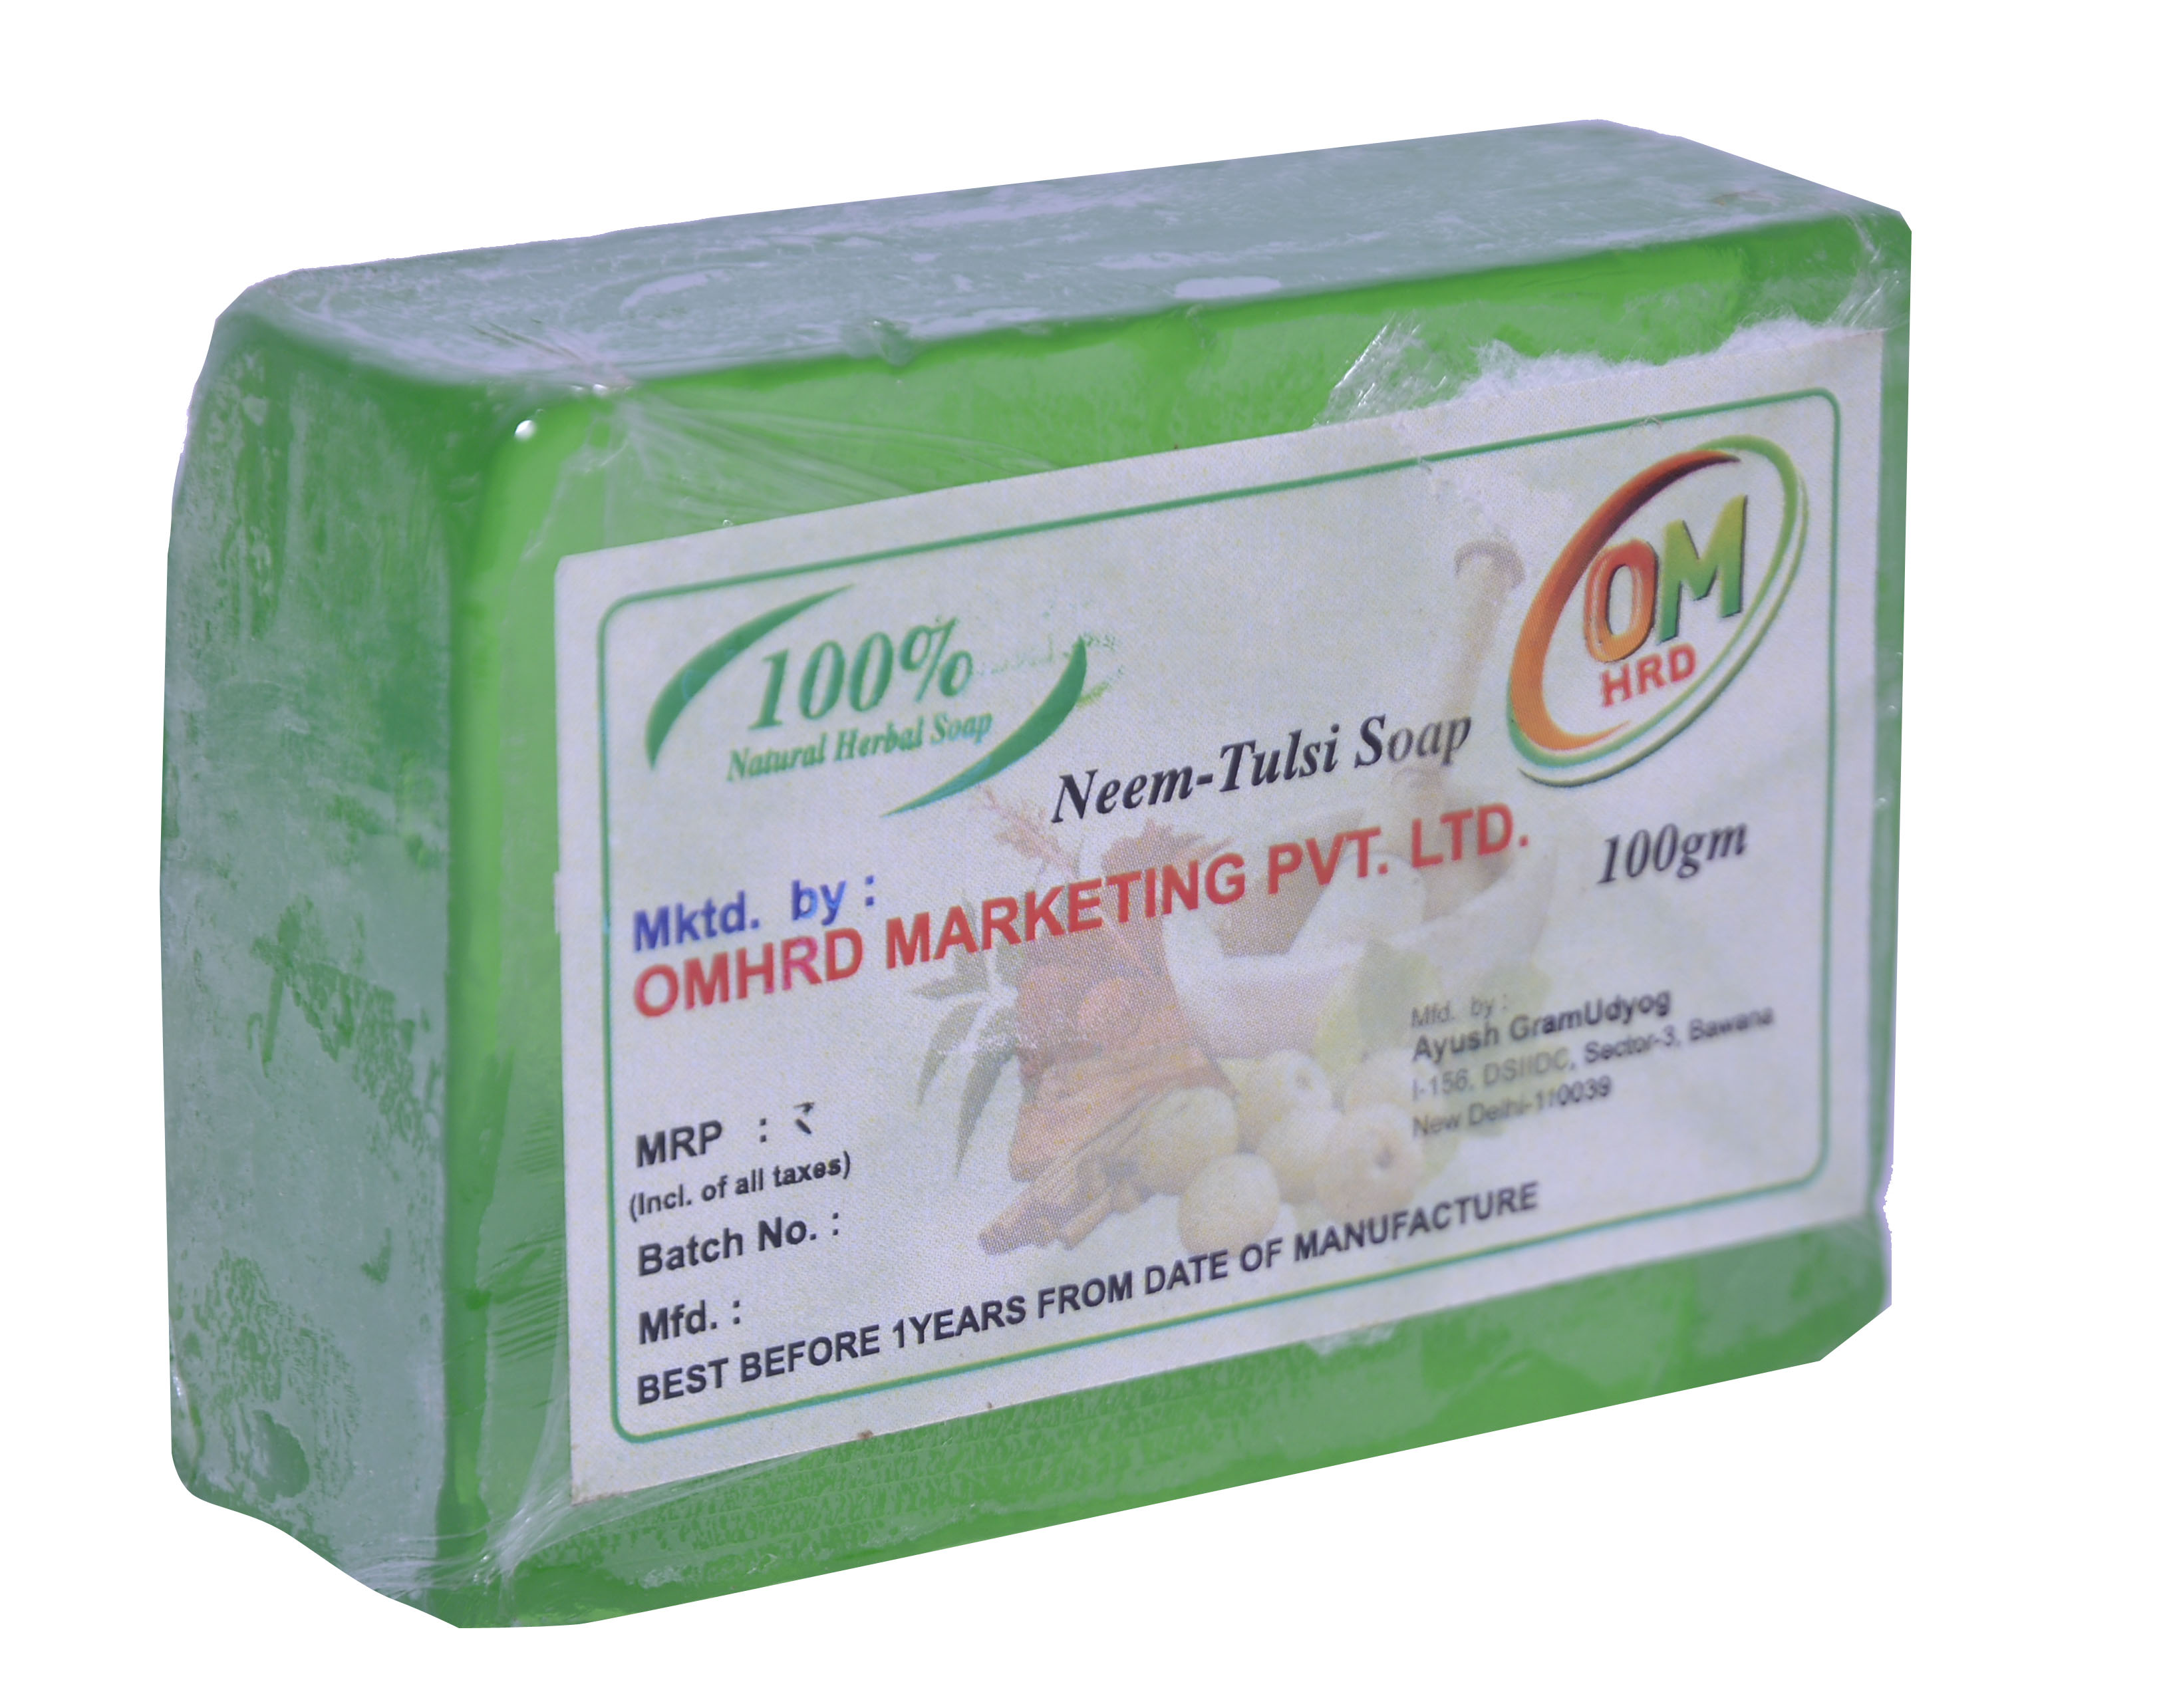 100%
Natural Herbal Soap
OM
HRD
Neem-Tulsi Soap
100gm
Mktd. by :
OMHRD MARKETING PVT. LTD.
Mfd. by :
Ayush GramUdyog
I-156, DSIIDC, Sector-3, Bawana
New Delhi-110039
MRP : ₹
(Incl. of all taxes)
Batch No. :
Mfd. :
BEST BEFORE 1YEARS FROM DATE OF MANUFACTURE